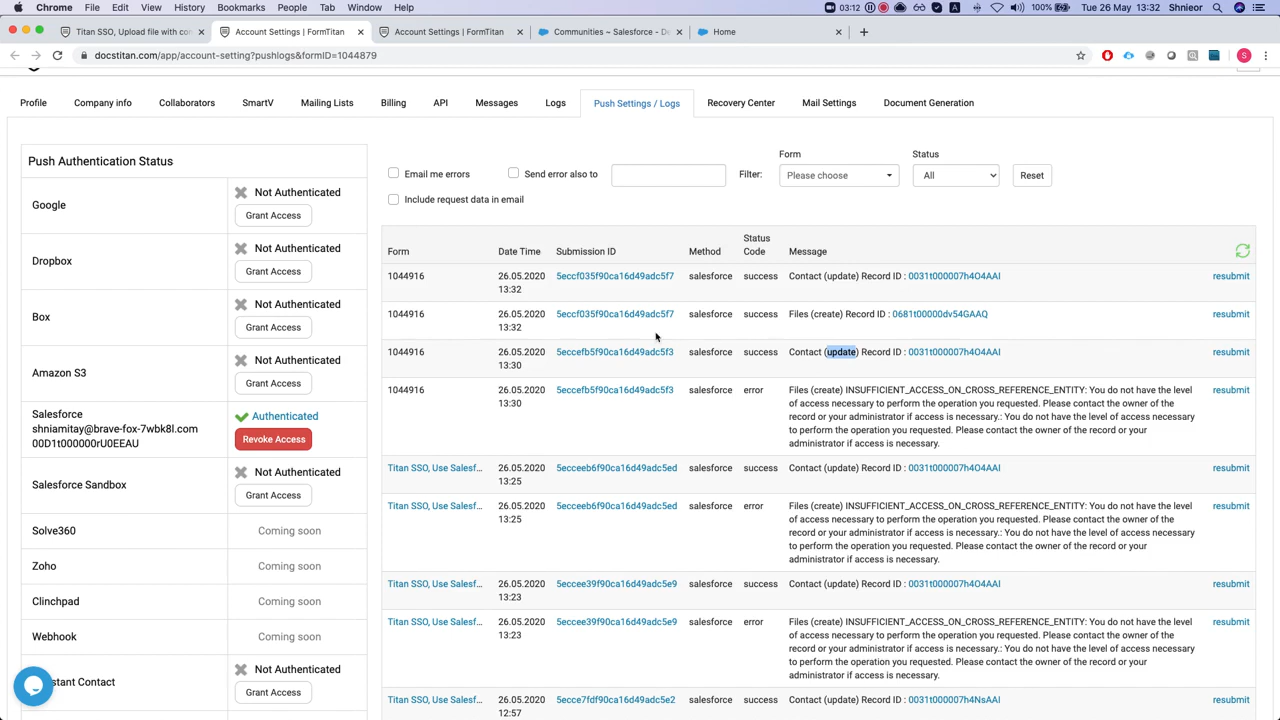 Chrome File Edit View History Bookmarks People Tab Window Help 03:12 100% Tue 26 May 13:32 Shnior
Titan SSO, Upload file with con Account Settings | FormTitan Account Settings | FormTitan Communities ~ Salesforce - De Home
docstitan.com/app/account-setting?pushlogs&formID=1044879
Profile Company info Collaborators SmartV Mailing Lists Billing API Messages Logs Push Settings / Logs Recovery Center Mail Settings Document Generation
Push Authentication Status
Google
Not Authenticated
Grant Access
Dropbox
Not Authenticated
Grant Access
Box
Not Authenticated
Grant Access
Amazon S3
Not Authenticated
Grant Access
Salesforce
shniamitay@brave-fox-7wbk8l.com
00D1t000000rU0EEAU
Authenticated
Revoke Access
Salesforce Sandbox
Not Authenticated
Grant Access
Solve360 Coming soon
Zoho Coming soon
Clinchpad Coming soon
Webhook Coming soon
stant Contact
Not Authenticated
Grant Access
Email me errors Send error also to Filter:
Form
Please choose
Status
All
Reset
Include request data in email
Form Date Time Submission ID Method Status Code Message
1044916 26.05.2020 5eccf035f90ca16d49adc5f7 salesforce success Contact (update) Record ID : 0031t000007h4O4AAI resubmit
13:32
1044916 26.05.2020 5eccf035f90ca16d49adc5f7 salesforce success Files (create) Record ID : 0681t00000dv54GAAQ resubmit
13:32
1044916 26.05.2020 5eccefb5f90ca16d49adc5f3 salesforce success Contact (update) Record ID : 0031t000007h4O4AAI resubmit
13:30
1044916 26.05.2020 5eccefb5f90ca16d49adc5f3 salesforce error Files (create) INSUFFICIENT_ACCESS_ON_CROSS_REFERENCE_ENTITY: You do not have the level resubmit
13:30 of access necessary to perform the operation you requested. Please contact the owner of the
record or your administrator if access is necessary.: You do not have the level of access necessary
to perform the operation you requested. Please contact the owner of the record or your
administrator if access is necessary.
Titan SSO, Use Salesf... 26.05.2020 5ecceeb6f90ca16d49adc5ed salesforce success Contact (update) Record ID : 0031t000007h4O4AAI resubmit
13:25
Titan SSO, Use Salesf... 26.05.2020 5ecceeb6f90ca16d49adc5ed salesforce error Files (create) INSUFFICIENT_ACCESS_ON_CROSS_REFERENCE_ENTITY: You do not have the level resubmit
13:25 of access necessary to perform the operation you requested. Please contact the owner of the
record or your administrator if access is necessary.: You do not have the level of access necessary
to perform the operation you requested. Please contact the owner of the record or your
administrator if access is necessary.
Titan SSO, Use Salesf... 26.05.2020 5eccee39f90ca16d49adc5e9 salesforce success Contact (update) Record ID : 0031t000007h4O4AAI resubmit
13:23
Titan SSO, Use Salesf... 26.05.2020 5eccee39f90ca16d49adc5e9 salesforce error Files (create) INSUFFICIENT_ACCESS_ON_CROSS_REFERENCE_ENTITY: You do not have the level resubmit
13:23 of access necessary to perform the operation you requested. Please contact the owner of the
record or your administrator if access is necessary.: You do not have the level of access necessary
to perform the operation you requested. Please contact the owner of the record or your
administrator if access is necessary.
Titan SSO, Use Salesf... 26.05.2020 5ecce7fdf90ca16d49adc5e2 salesforce success Contact (update) Record ID : 0031t000007h4NsAAI resubmit
12:57